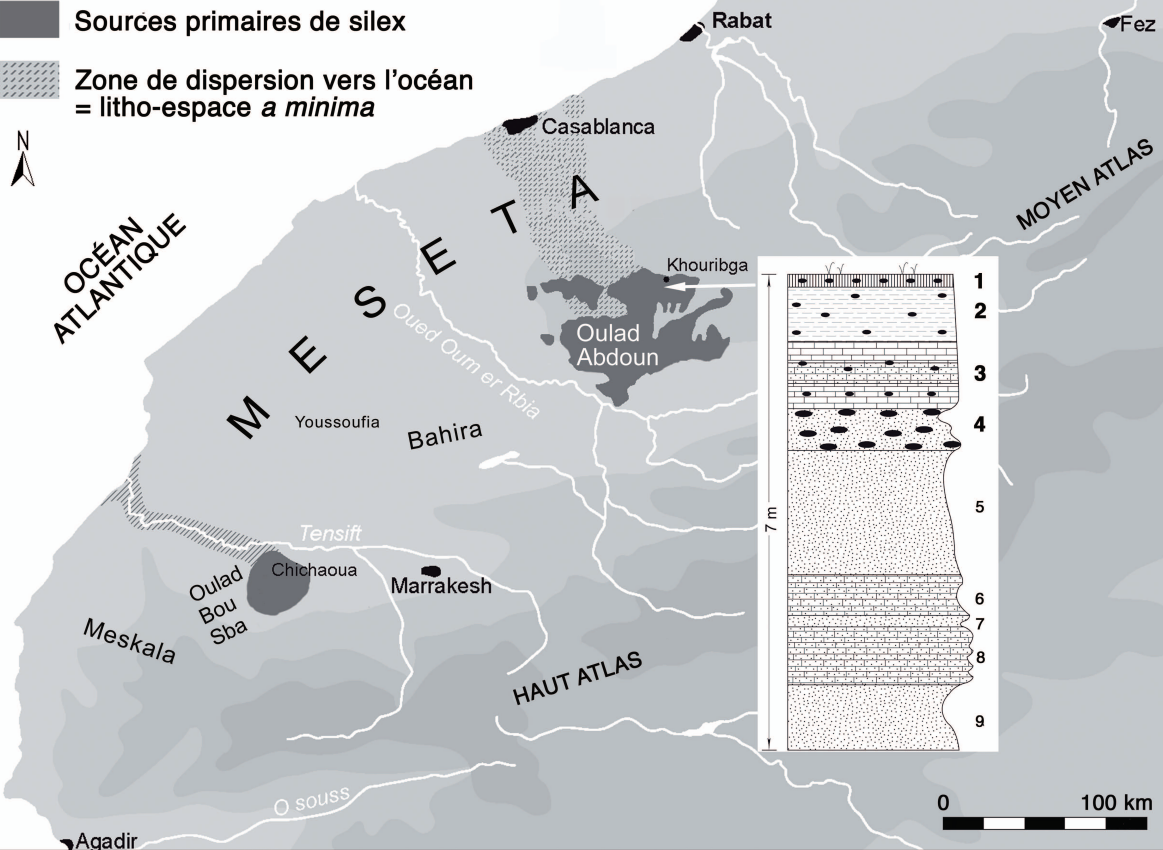 Sources primaires de silex
Zone de dispersion vers l'océan
= litho-espace a minima
N
Rabat
Fez
Casablanca
MOYEN ATLAS
OCÉAN
ATLANTIQUE
MESETA
Khouribga
Oulad
Abdoun
Oued Oum er Rbia
Youssoufia
Bahira
Tensift
Chichaoua
Oulad
Bou
Sba
Marrakesh
Meskala
HAUT ATLAS
O souss
Agadir
7 m
1
2
3
4
5
6
7
8
9
0 100 km